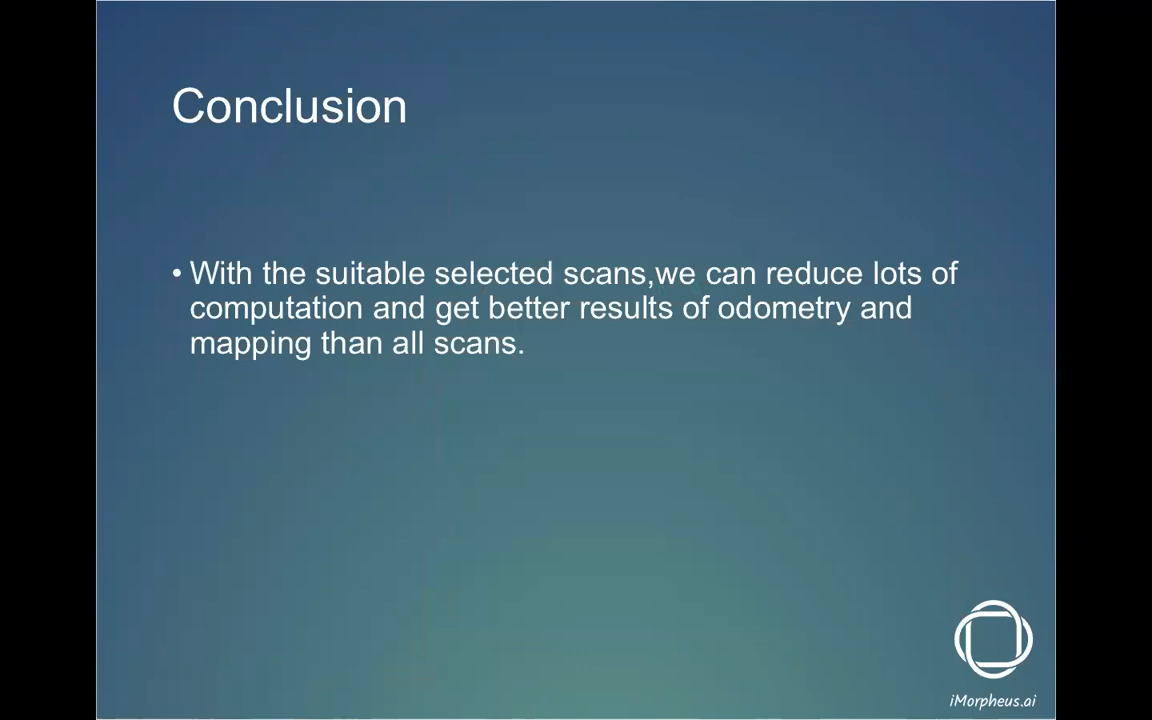 Conclusion
• With the suitable selected scans,we can reduce lots of
computation and get better results of odometry and
mapping than all scans.
iMorpheus.ai